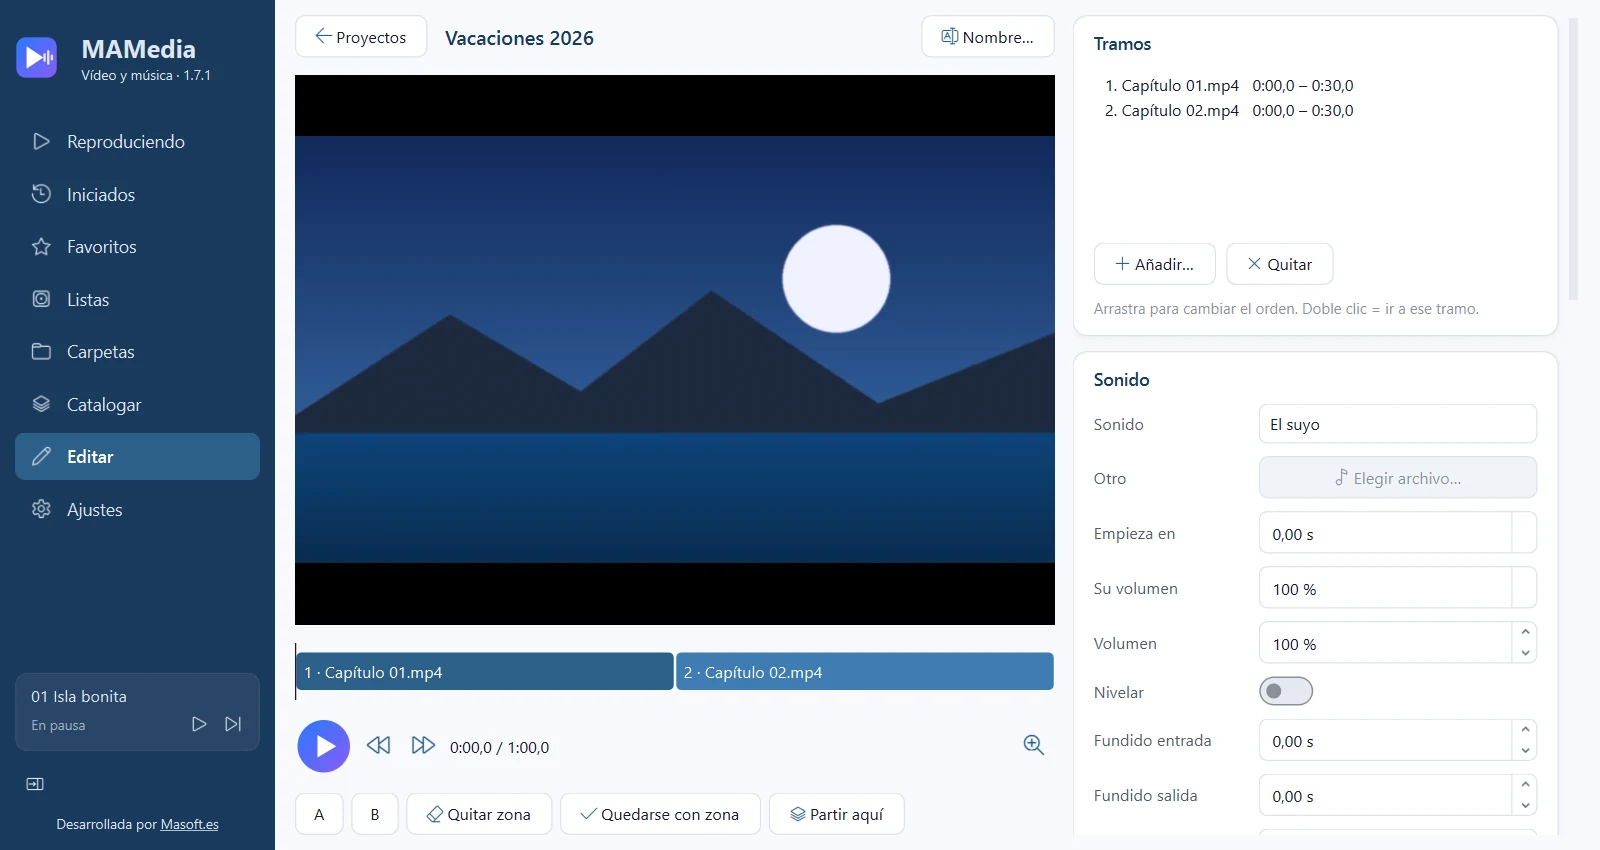 MAMedia
Vídeo y música · 1.7.1
Reproduciendo
Iniciados
Favoritos
Listas
Carpetas
Catalogar
Editar
Ajustes
01 Isla bonita
En pausa
Desarrollada por Masoft.es
Proyectos
Vacaciones 2026
Nombre...
1 · Capítulo 01.mp4
2 · Capítulo 02.mp4
0:00,0 / 1:00,0
A
B
Quitar zona
Quedarse con zona
Partir aquí
Tramos
1. Capítulo 01.mp4 0:00,0 – 0:30,0
2. Capítulo 02.mp4 0:00,0 – 0:30,0
Añadir...
Quitar
Arrastra para cambiar el orden. Doble clic = ir a ese tramo.
Sonido
Sonido El suyo
Otro Elegir archivo...
Empieza en 0,00 s
Su volumen 100 %
Volumen 100 %
Nivelar
Fundido entrada 0,00 s
Fundido salida 0,00 s